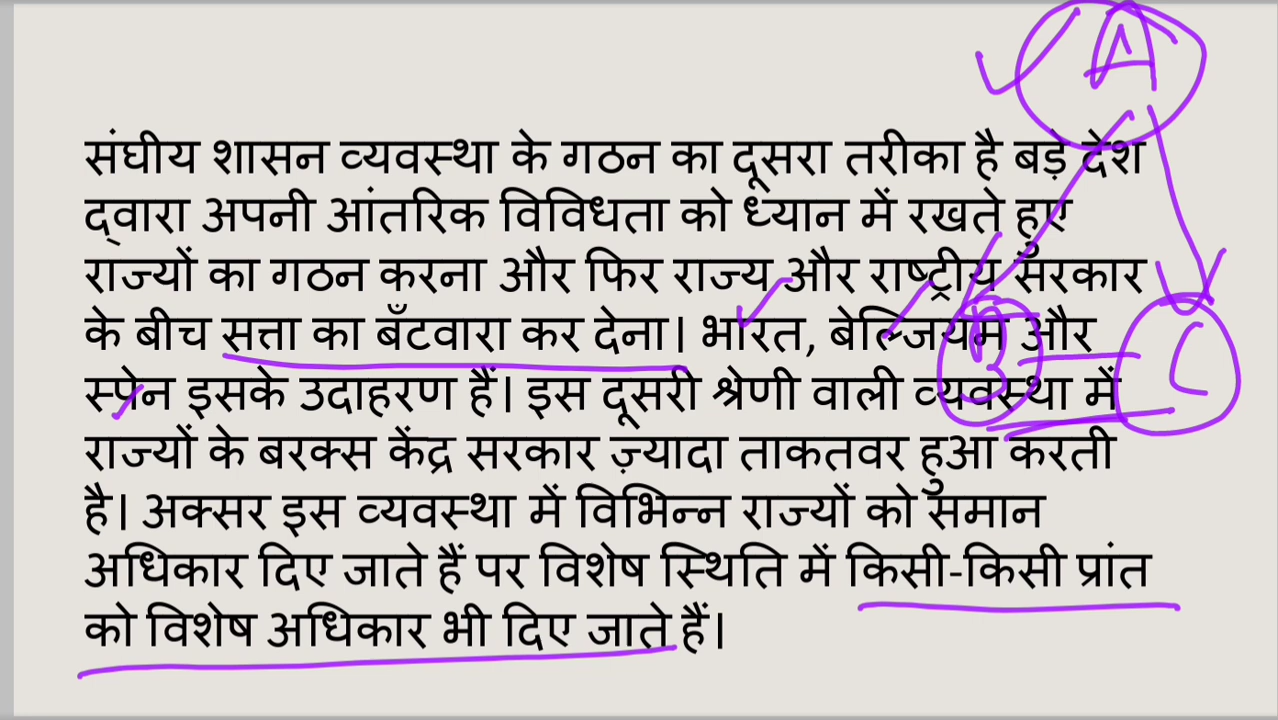 A
संघीय शासन व्यवस्था के गठन का दूसरा तरीका है बड़े देश
द्वारा अपनी आंतरिक विविधता को ध्यान में रखते हुए
राज्यों का गठन करना और फिर राज्य और राष्ट्रीय सरकार
के बीच सत्ता का बँटवारा कर देना। भारत, बेल्जियम और
B C
स्पेन इसके उदाहरण हैं। इस दूसरी श्रेणी वाली व्यवस्था में
राज्यों के बरक्स केंद्र सरकार ज़्यादा ताकतवर हुआ करती
है। अक्सर इस व्यवस्था में विभिन्न राज्यों को समान
अधिकार दिए जाते हैं पर विशेष स्थिति में किसी-किसी प्रांत
को विशेष अधिकार भी दिए जाते हैं।